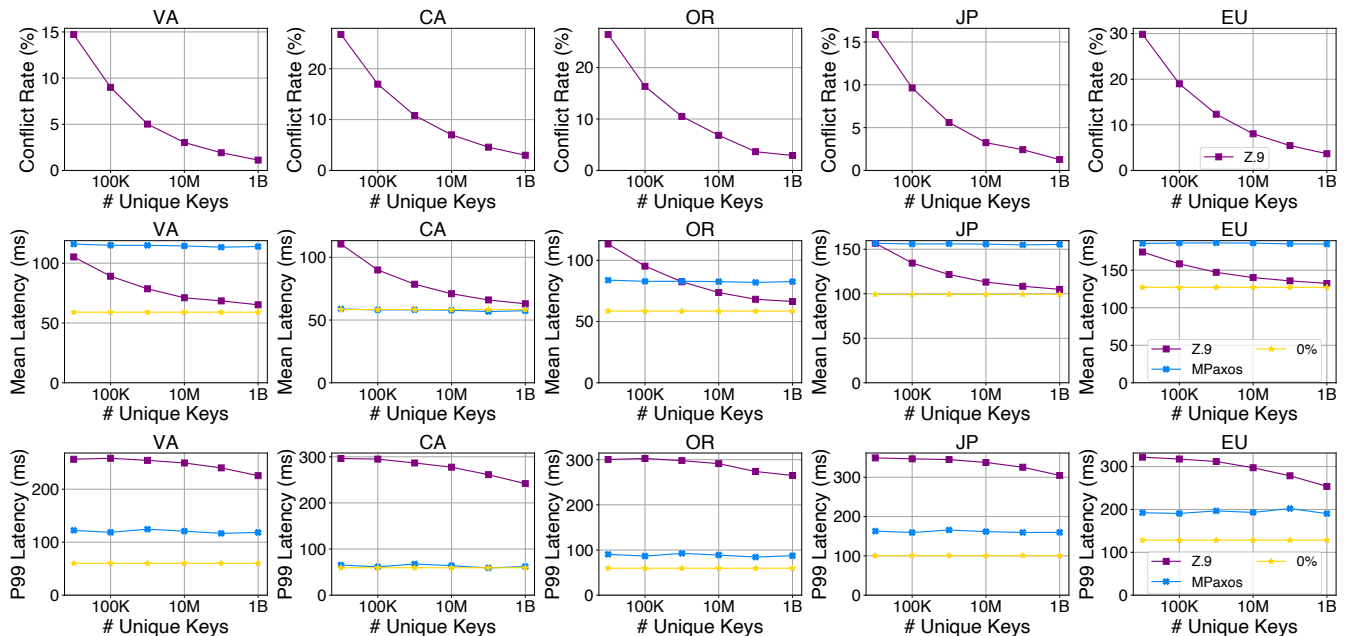 VA
CA
OR
JP
EU
Conflict Rate (%)
15
10
5
0
100K
10M
1B
# Unique Keys
Conflict Rate (%)
20
10
0
100K
10M
1B
# Unique Keys
Conflict Rate (%)
20
10
0
100K
10M
1B
# Unique Keys
Conflict Rate (%)
15
10
5
0
100K
10M
1B
# Unique Keys
Conflict Rate (%)
30
20
10
0
Z.9
100K
10M
1B
# Unique Keys
VA
CA
OR
JP
EU
Mean Latency (ms)
100
50
0
100K
10M
1B
# Unique Keys
Mean Latency (ms)
100
50
0
100K
10M
1B
# Unique Keys
Mean Latency (ms)
100
50
0
100K
10M
1B
# Unique Keys
Mean Latency (ms)
150
100
50
0
100K
10M
1B
# Unique Keys
Mean Latency (ms)
150
100
50
0
Z.9
0%
MPaxos
100K
10M
1B
# Unique Keys
VA
CA
OR
JP
EU
P99 Latency (ms)
200
100
0
100K
10M
1B
# Unique Keys
P99 Latency (ms)
300
200
100
0
100K
10M
1B
# Unique Keys
P99 Latency (ms)
300
200
100
0
100K
10M
1B
# Unique Keys
P99 Latency (ms)
300
200
100
0
100K
10M
1B
# Unique Keys
P99 Latency (ms)
300
200
100
0
Z.9
0%
MPaxos
100K
10M
1B
# Unique Keys